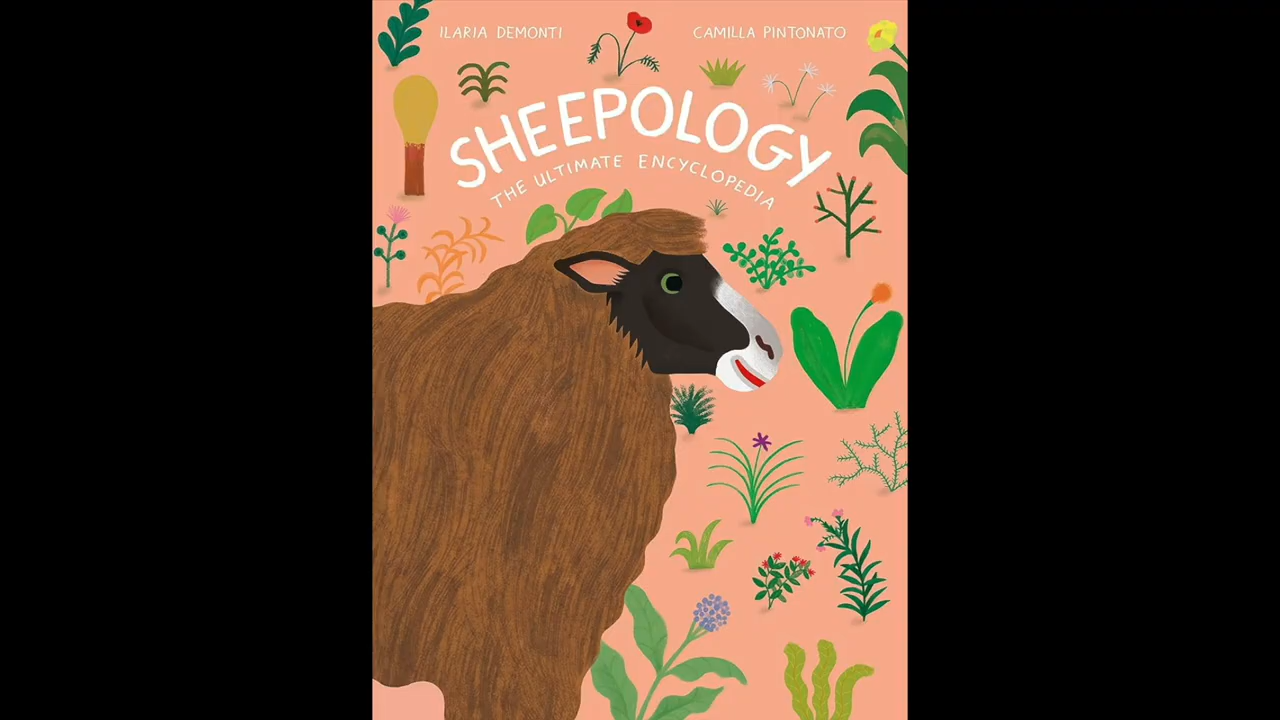 ILARIA DEMONTI
CAMILLA PINTONATO
SHEEPOLOGY
THE ULTIMATE ENCYCLOPEDIA